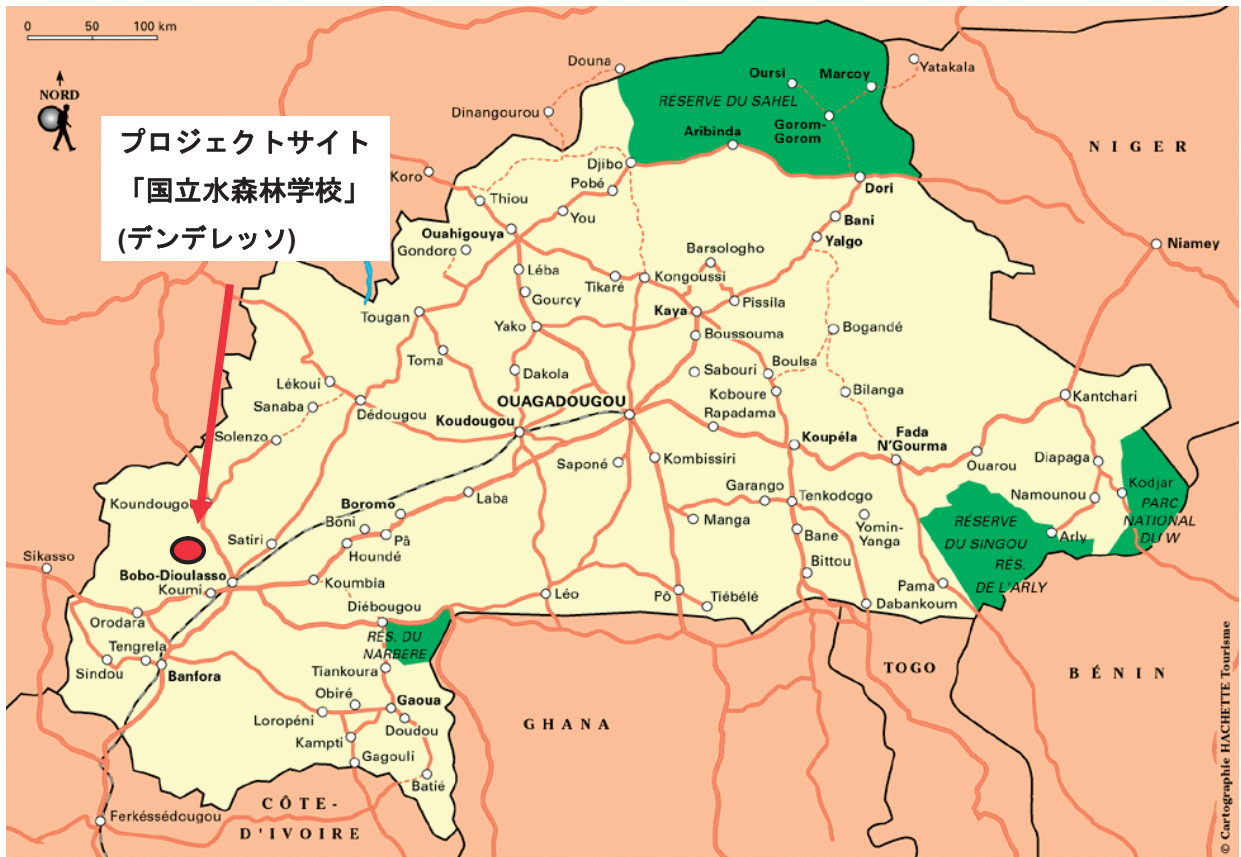 0 50 100 km
NORD
プロジェクトサイト
「国立水森林学校」
(デンデレッソ)
Douna
Dinangourou
Oursi
Marcoy
Yatakala
RÉSERVE DU SAHEL
Gorom-
Gorom
Aribinda
NIGER
Koro
Djibo
Pobé
Thiou
You
Dori
Bani
Yalgo
Ouahigouya
Gondoro
Barsologho
Niamey
Léba
Tikaré
Kongoussi
Gourcy
Pissila
Kaya
Tougan
Yako
Boussouma
Bogandé
Toma
Dakola
Sabouri
Boulsa
Lékoui
Sanaba
Dédougou
OUAGADOUGOU
Koboure
Bilanga
Kantchari
Koudougou
Rapadama
Solenzo
Koupéla
Fada
N'Gourma
Ouarou
Diapaga
Saponé
Kombissiri
Koundougou
Laba
Garango
Tenkodogo
Namounou
Kodjar
PARC
NATIONAL
DU W
Boromo
Boni
Pâ
Manga
Yomin-
Yanga
RÉSERVE
DU SINGOU
RÉS.
DE L'ARLY
Arly
Satiri
Houndé
Bane
Sikasso
Bittou
Bobo-Dioulasso
Koumi
Koumbia
Pama
Léo
Pô
Tiébélé
Dabankoum
Diébougou
Orodara
RÉS. DU
NARBERE
Tengrela
Sindou
Banfora
Tiankoura
TOGO
BÉNIN
Obiré
Gaoua
Loropéni
Doudou
GHANA
Kampti
Gagouli
Batié
Ferkéssédougou
CÔTE-
D'IVOIRE
© Cartographie HACHETTE Tourisme